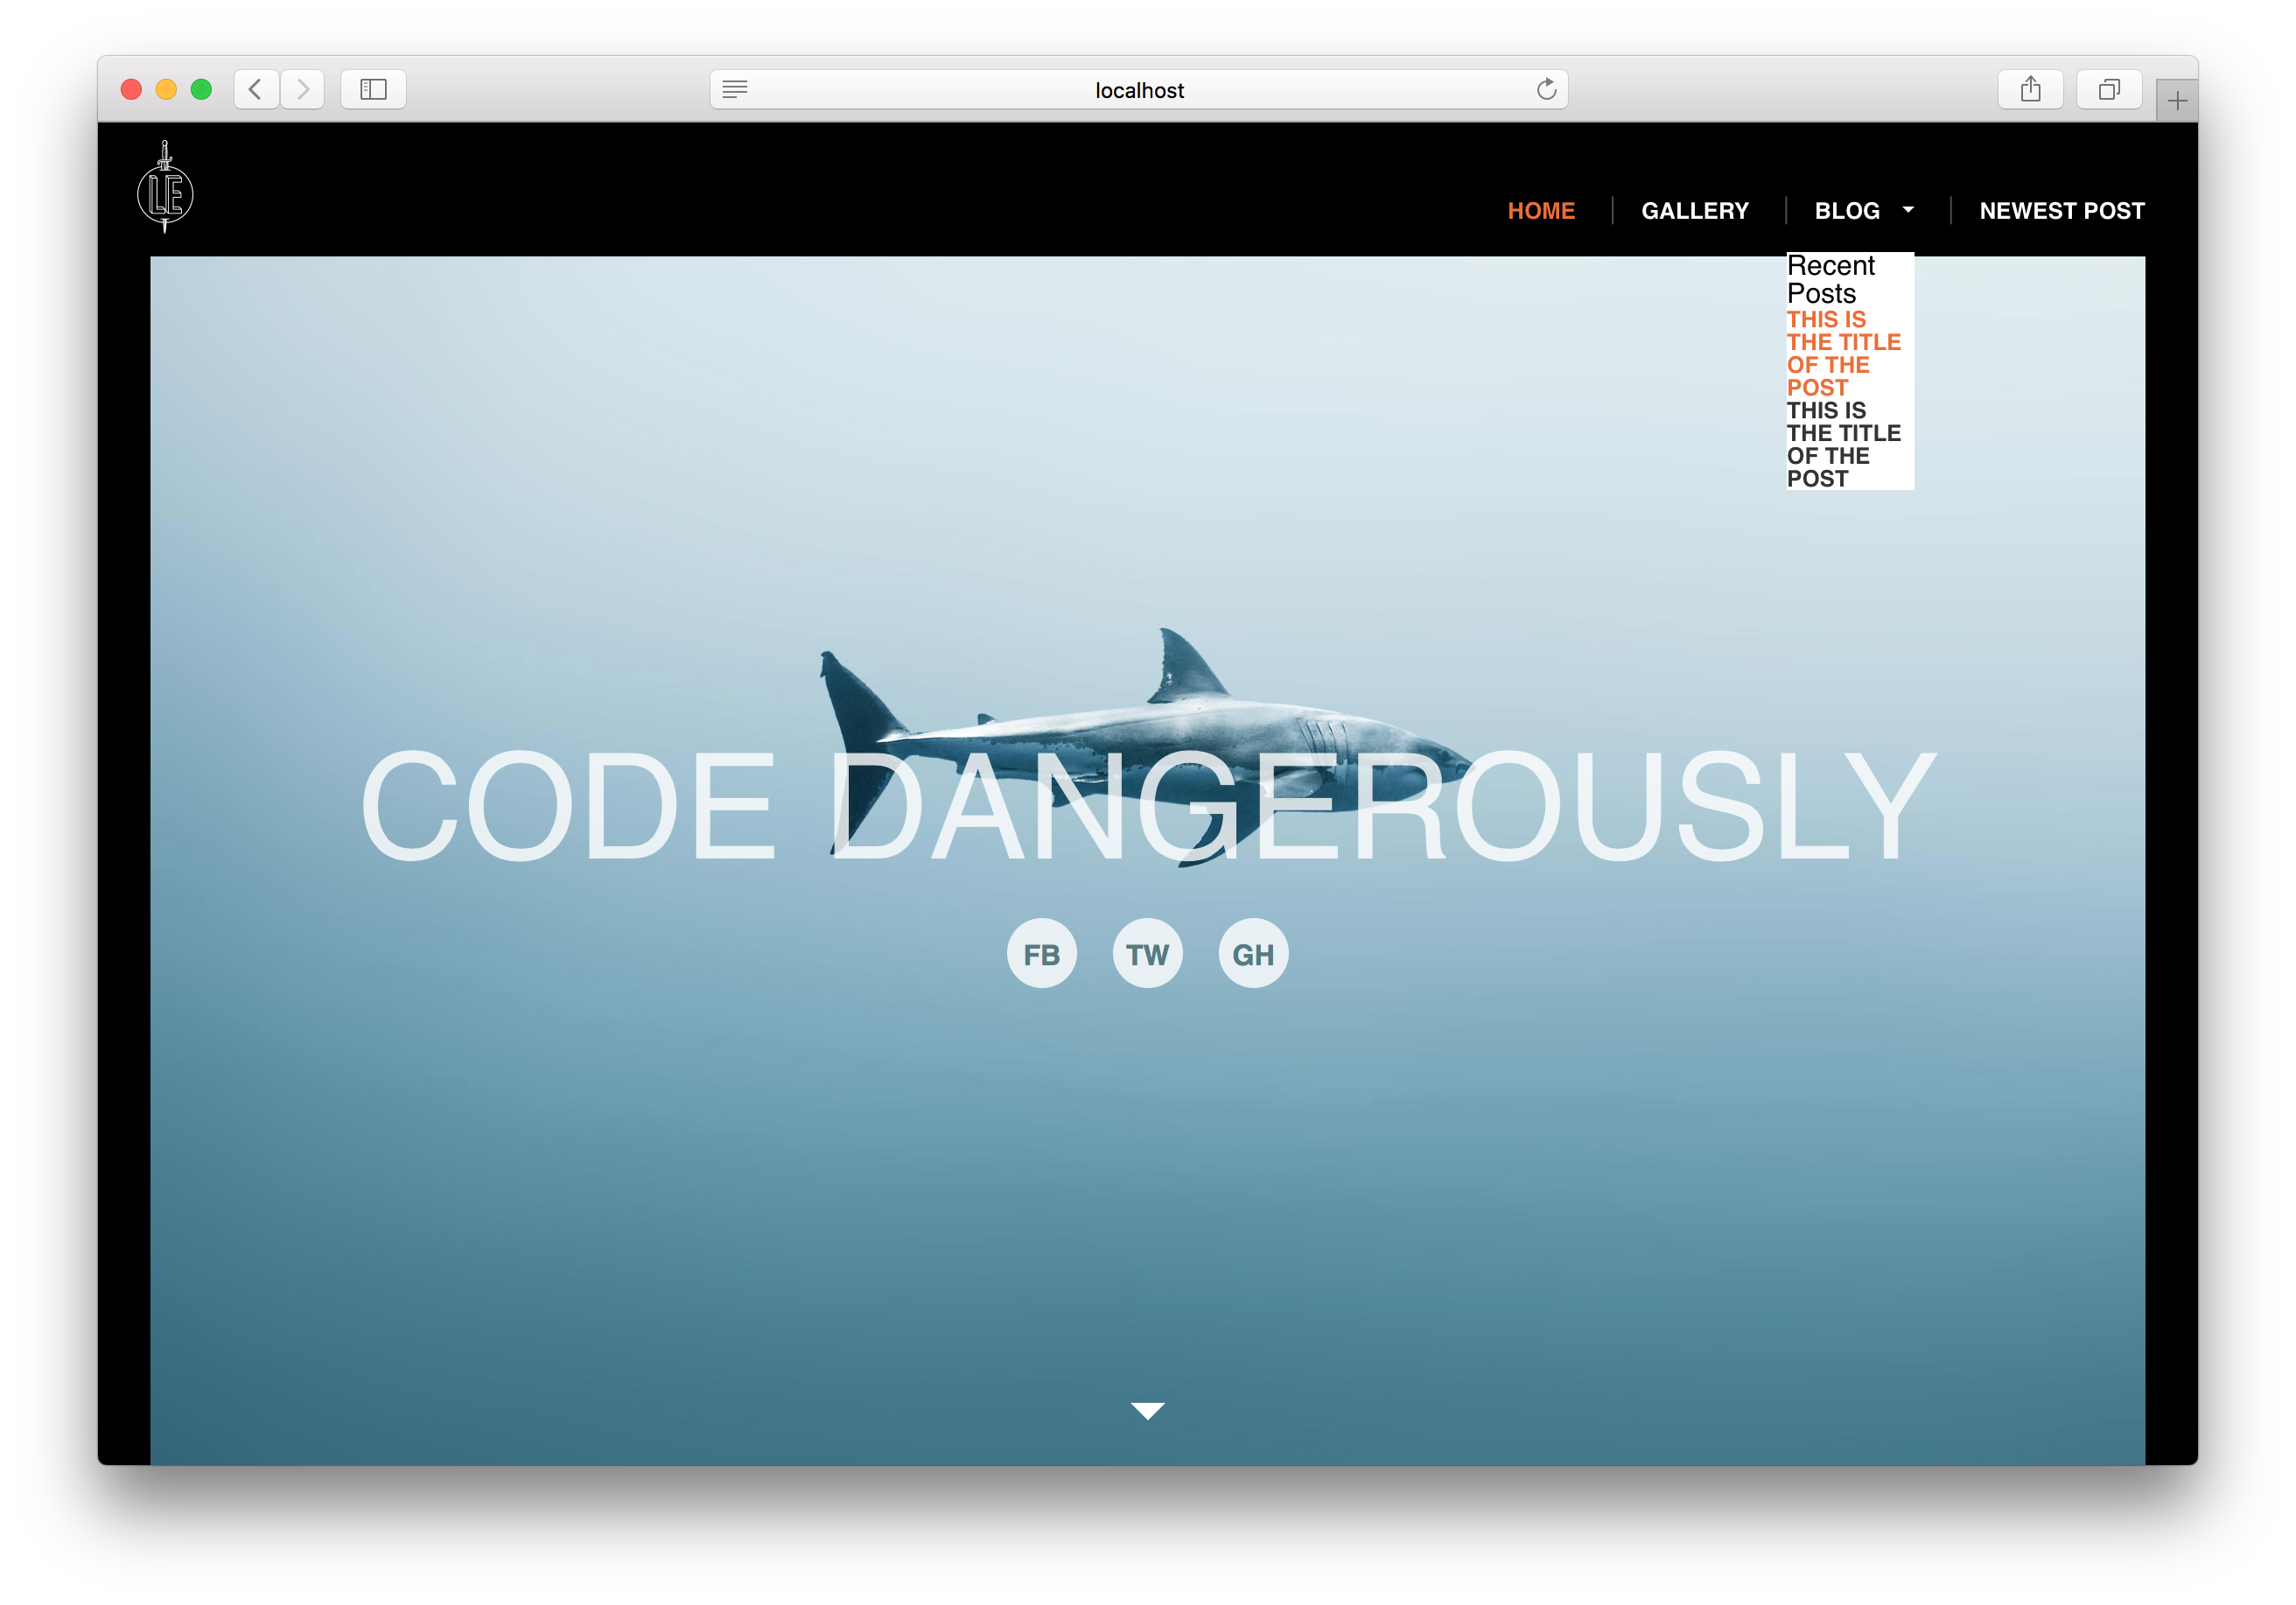 localhost
LE
HOME GALLERY BLOG NEWEST POST
Recent
Posts
THIS IS
THE TITLE
OF THE
POST
THIS IS
THE TITLE
OF THE
POST
CODE DANGEROUSLY
FB TW GH